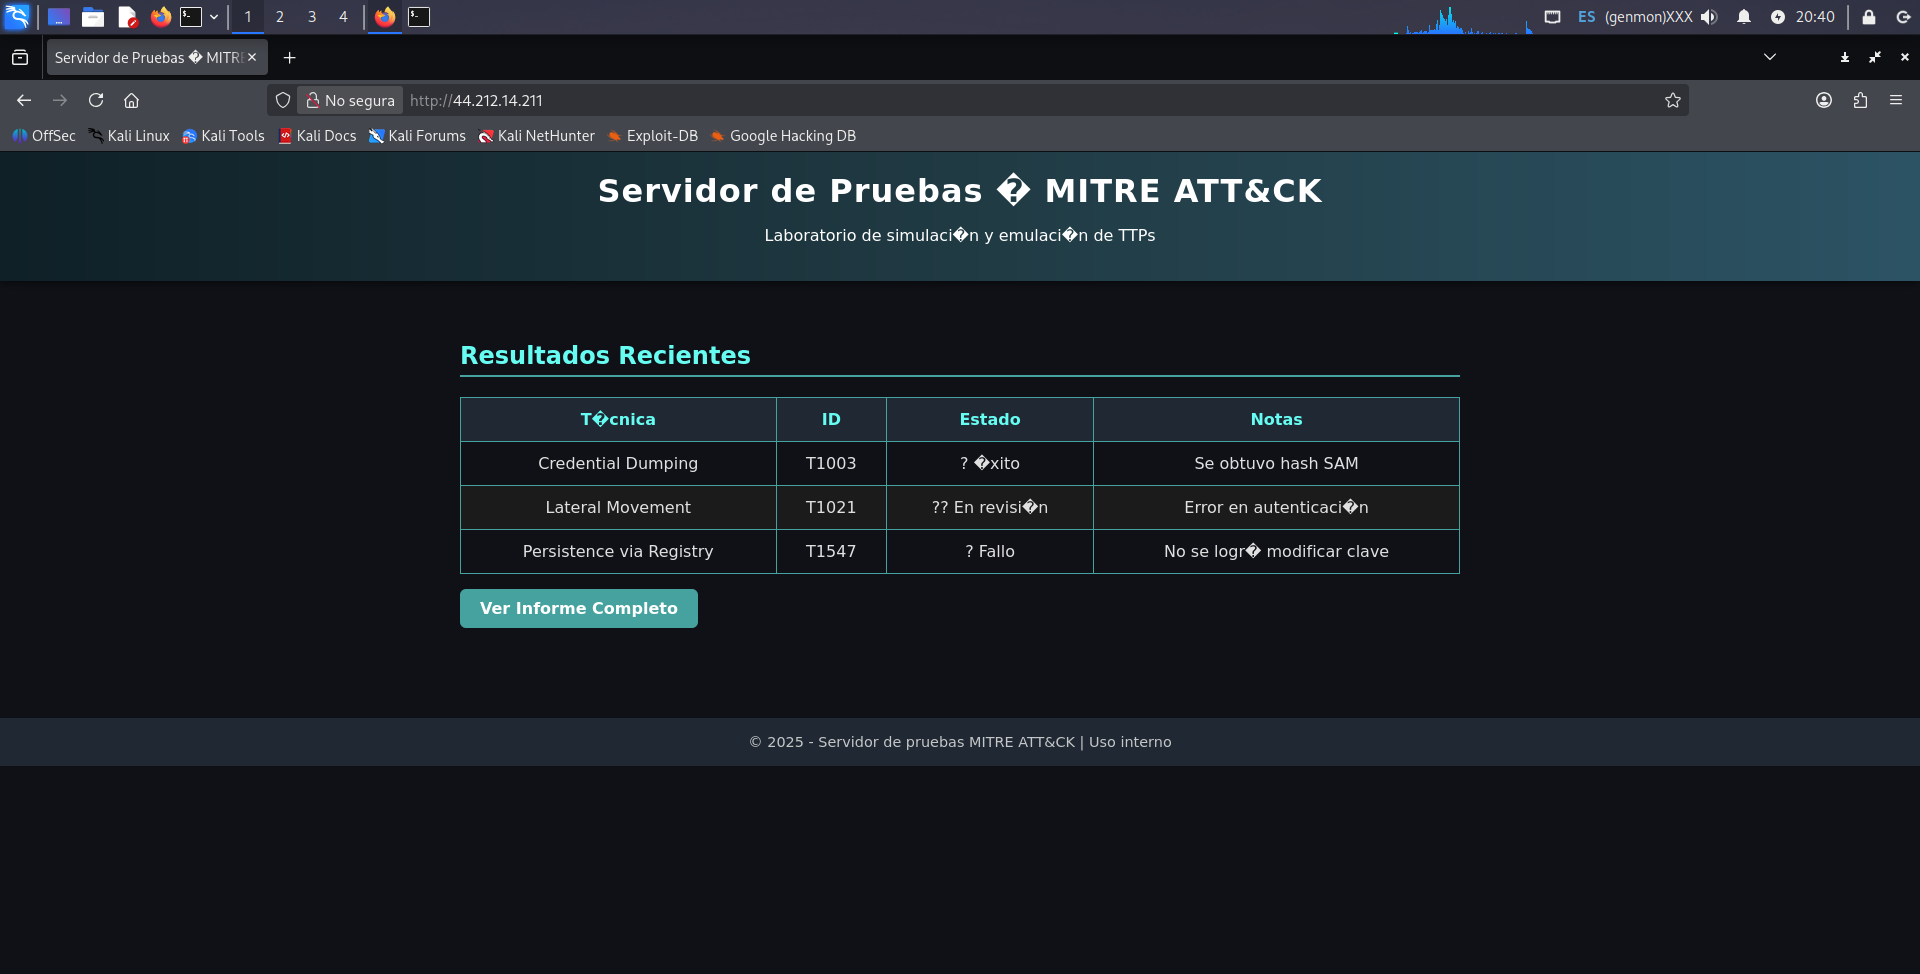 1 2 3 4 ES (genmon)XXX 20:40
Servidor de Pruebas � MITRE
No segura http://44.212.14.211
OffSec Kali Linux Kali Tools Kali Docs Kali Forums Kali NetHunter Exploit-DB Google Hacking DB
Servidor de Pruebas � MITRE ATT&CK
Laboratorio de simulaci�n y emulaci�n de TTPs
Resultados Recientes
T�cnica ID Estado Notas
Credential Dumping T1003 ? �xito Se obtuvo hash SAM
Lateral Movement T1021 ?? En revisi�n Error en autenticaci�n
Persistence via Registry T1547 ? Fallo No se logr� modificar clave
Ver Informe Completo
© 2025 - Servidor de pruebas MITRE ATT&CK | Uso interno